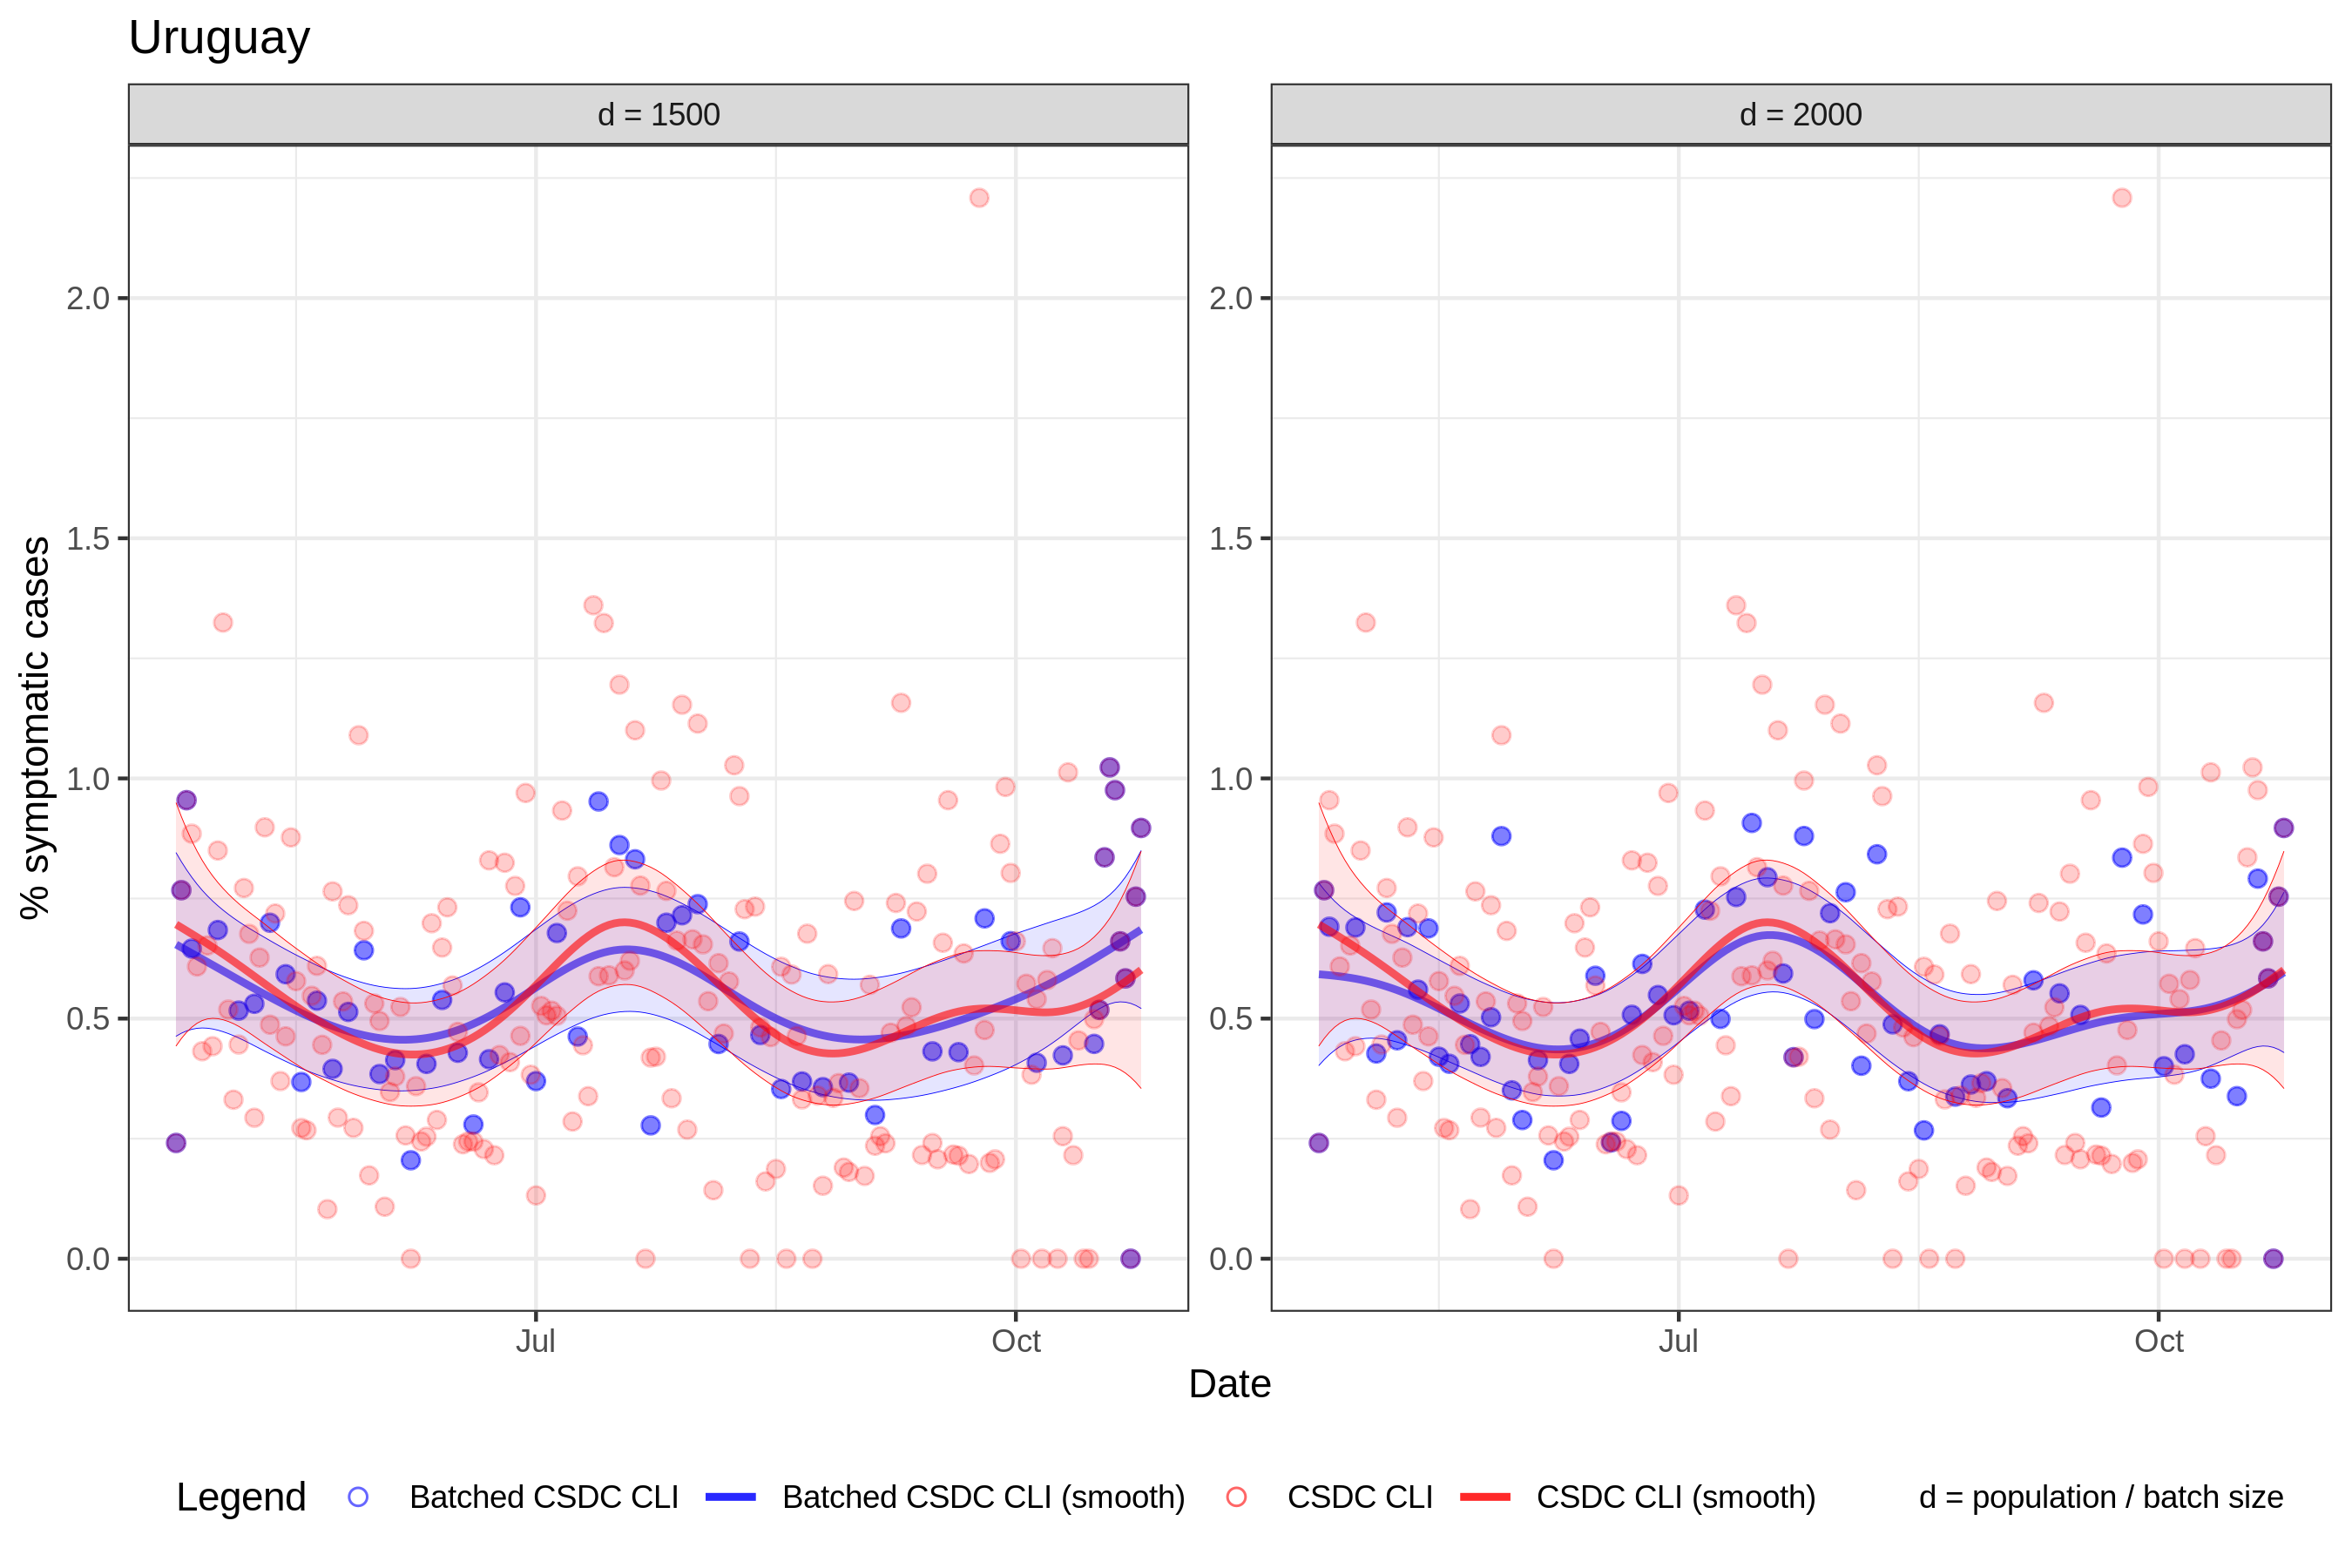 Uruguay
d = 1500
d = 2000
% symptomatic cases
2.0
1.5
1.0
0.5
0.0
2.0
1.5
1.0
0.5
0.0
Jul
Oct
Jul
Oct
Date
Legend
Batched CSDC CLI
Batched CSDC CLI (smooth)
CSDC CLI
CSDC CLI (smooth)
d = population / batch size